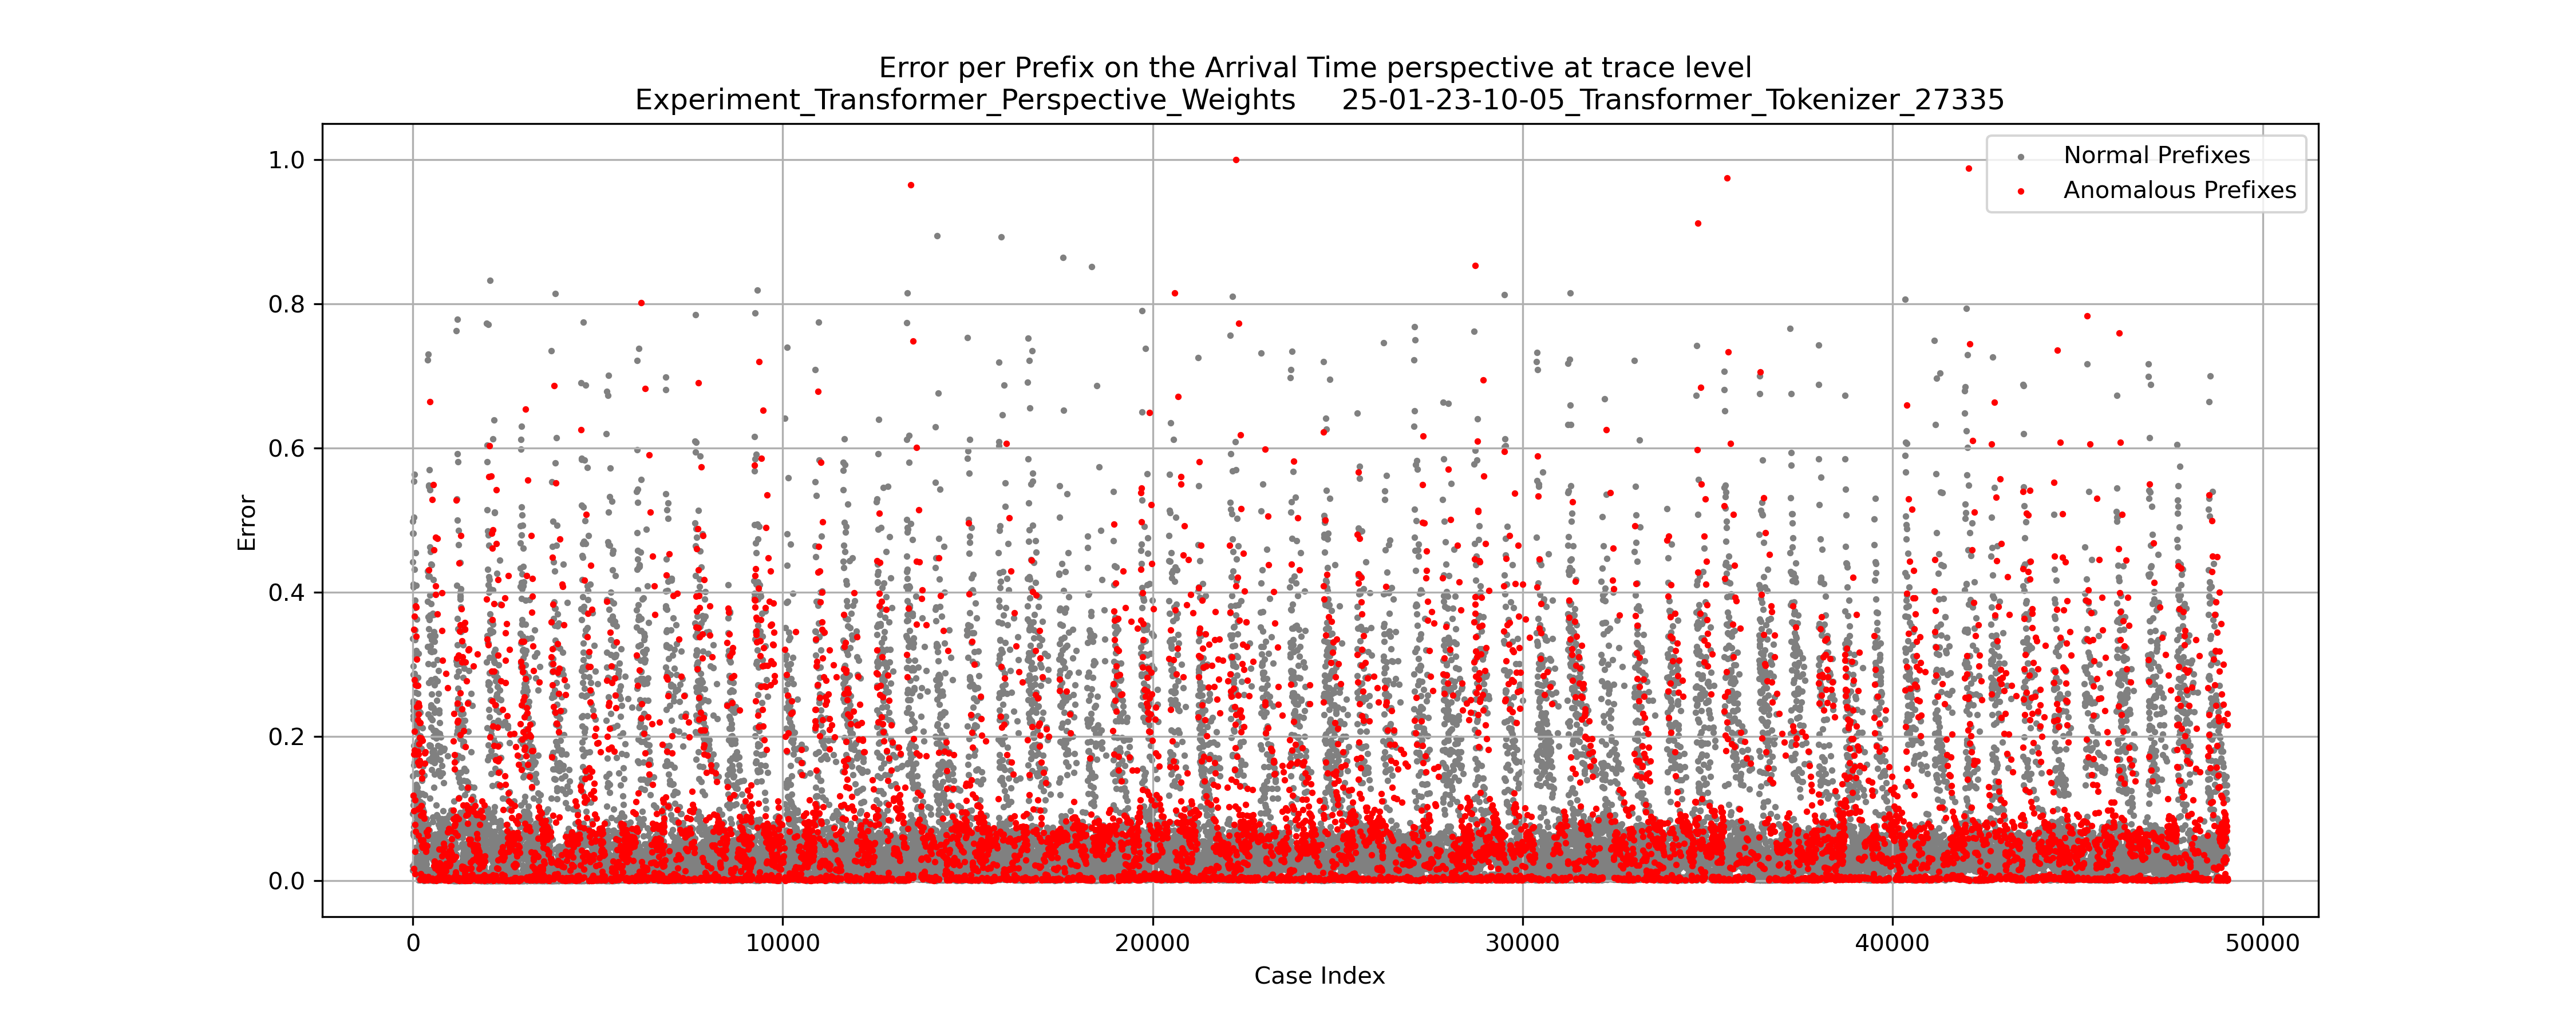 Error per Prefix on the Arrival Time perspective at trace level
Experiment_Transformer_Perspective_Weights 25-01-23-10-05_Transformer_Tokenizer_27335
Normal Prefixes
Anomalous Prefixes
1.0
0.8
0.6
0.4
0.2
0.0
Error
0 10000 20000 30000 40000 50000
Case Index